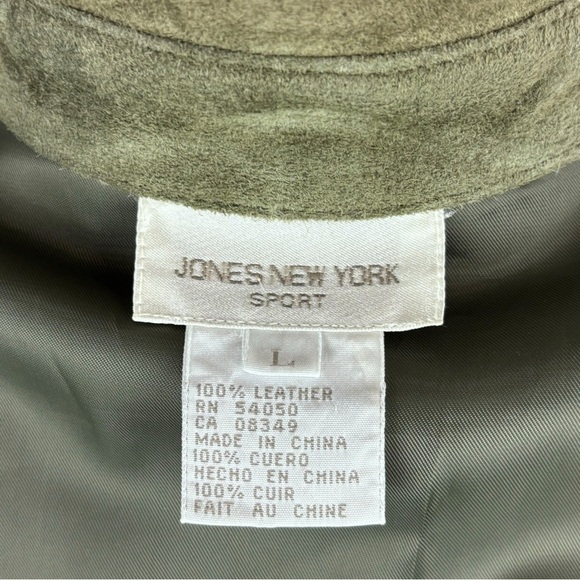 JONES NEW YORK
SPORT
L
100% LEATHER
RN 54050
CA 08349
MADE IN CHINA
100% CUERO
HECHO EN CHINA
100% CUIR
FAIT AU CHINE